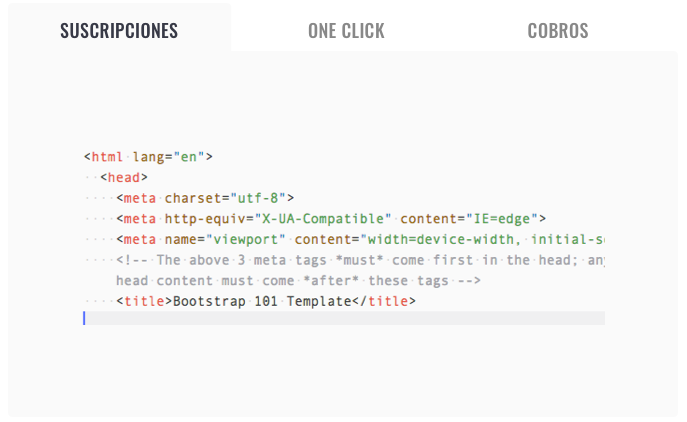 SUSCRIPCIONES ONE CLICK COBROS
<html lang="en">
<head>
<meta charset="utf-8">
<meta http-equiv="X-UA-Compatible" content="IE=edge">
<meta name="viewport" content="width=device-width, initial-s
<!-- The above 3 meta tags *must* come first in the head; any
head content must come *after* these tags -->
<title>Bootstrap 101 Template</title>